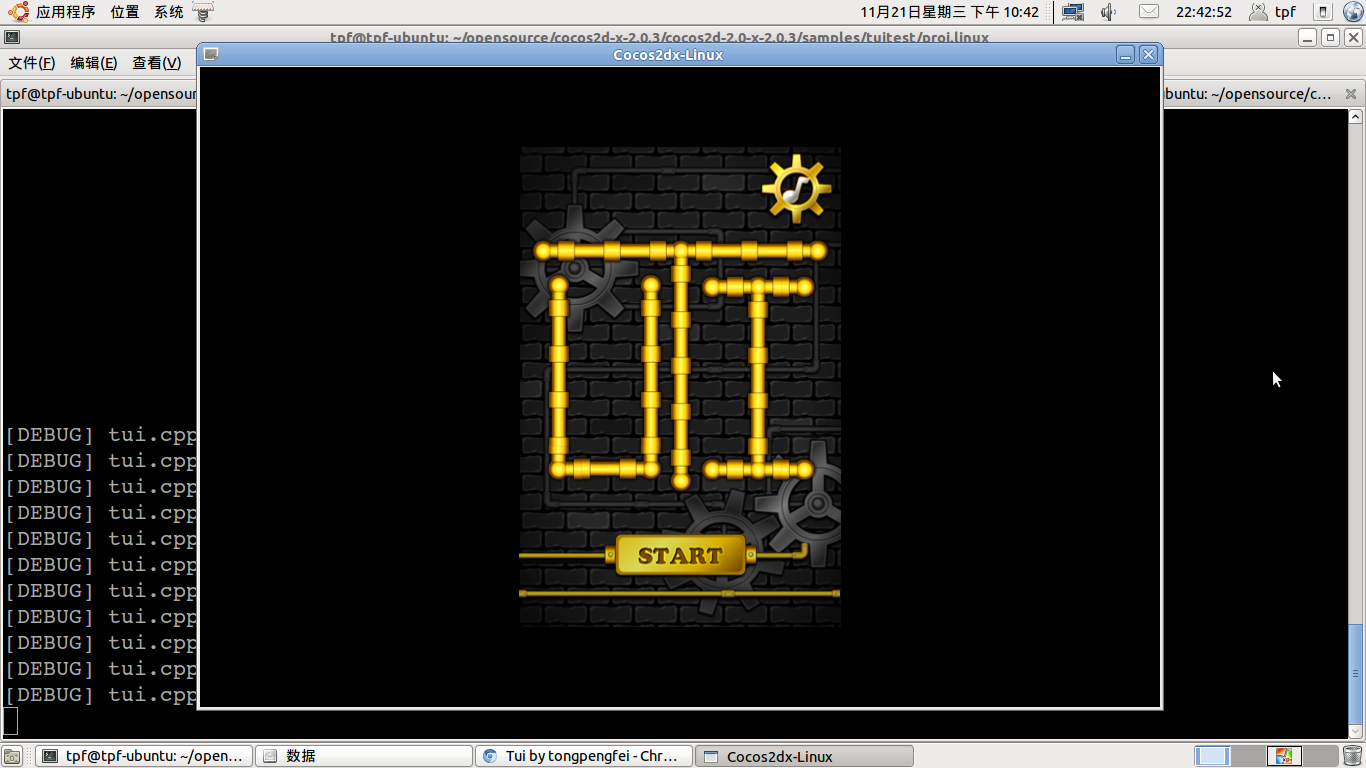 应用程序 位置 系统 11月21日星期三 下午 10:42 22:42:52 tpf
tpf@tpf-ubuntu: ~/opensource/cocos2d-x-2.0.3/cocos2d-2.0-x-2.0.3/samples/tuitest/proj.linux
Cocos2dx-Linux
文件(F) 编辑(E) 查看(V)
tpf@tpf-ubuntu: ~/opensour ubuntu: ~/opensource/c...
[DEBUG] tui.cpp
[DEBUG] tui.cpp
[DEBUG] tui.cpp
[DEBUG] tui.cpp
[DEBUG] tui.cpp
[DEBUG] tui.cpp
[DEBUG] tui.cpp
[DEBUG] tui.cpp
[DEBUG] tui.cpp
[DEBUG] tui.cpp
[DEBUG] tui.cpp
TUI
START
tpf@tpf-ubuntu: ~/open... 数据 Tui by tongpengfei - Chr... Cocos2dx-Linux